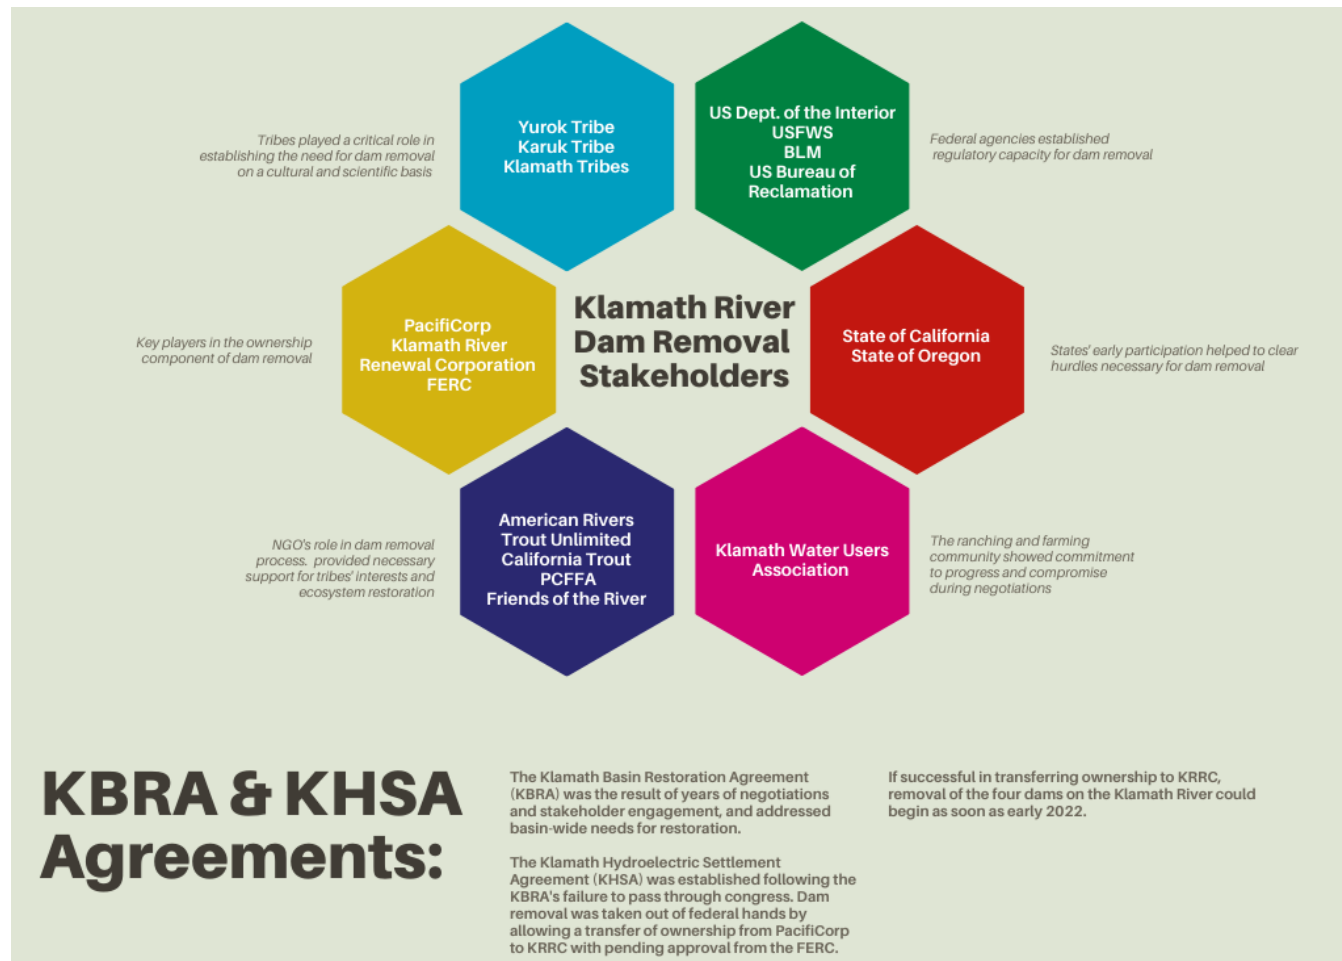 Yurok Tribe
Karuk Tribe
Klamath Tribes
Tribes played a critical role in
establishing the need for dam removal
on a cultural and scientific basis
US Dept. of the Interior
USFWS
BLM
US Bureau of
Reclamation
Federal agencies established
regulatory capacity for dam removal
PacifiCorp
Klamath River
Renewal Corporation
FERC
Key players in the ownership
component of dam removal
Klamath River
Dam Removal
Stakeholders
State of California
State of Oregon
States' early participation helped to clear
hurdles necessary for dam removal
American Rivers
Trout Unlimited
California Trout
PCFFA
Friends of the River
NGO's role in dam removal
process. provided necessary
support for tribes' interests and
ecosystem restoration
Klamath Water Users
Association
The ranching and farming
community showed commitment
to progress and compromise
during negotiations
KBRA & KHSA
Agreements:
The Klamath Basin Restoration Agreement
(KBRA) was the result of years of negotiations
and stakeholder engagement, and addressed
basin-wide needs for restoration.
The Klamath Hydroelectric Settlement
Agreement (KHSA) was established following the
KBRA's failure to pass through congress. Dam
removal was taken out of federal hands by
allowing a transfer of ownership from PacifiCorp
to KRRC with pending approval from the FERC.
If successful in transferring ownership to KRRC,
removal of the four dams on the Klamath River could
begin as soon as early 2022.